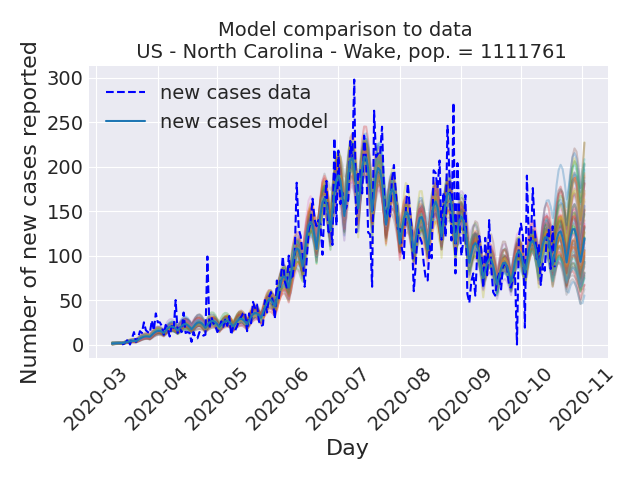 Model comparison to data
US - North Carolina - Wake, pop. = 1111761
Number of new cases reported
300
250
200
150
100
50
0
new cases data
new cases model
2020-03
2020-04
2020-05
2020-06
2020-07
2020-08
2020-09
2020-10
2020-11
Day